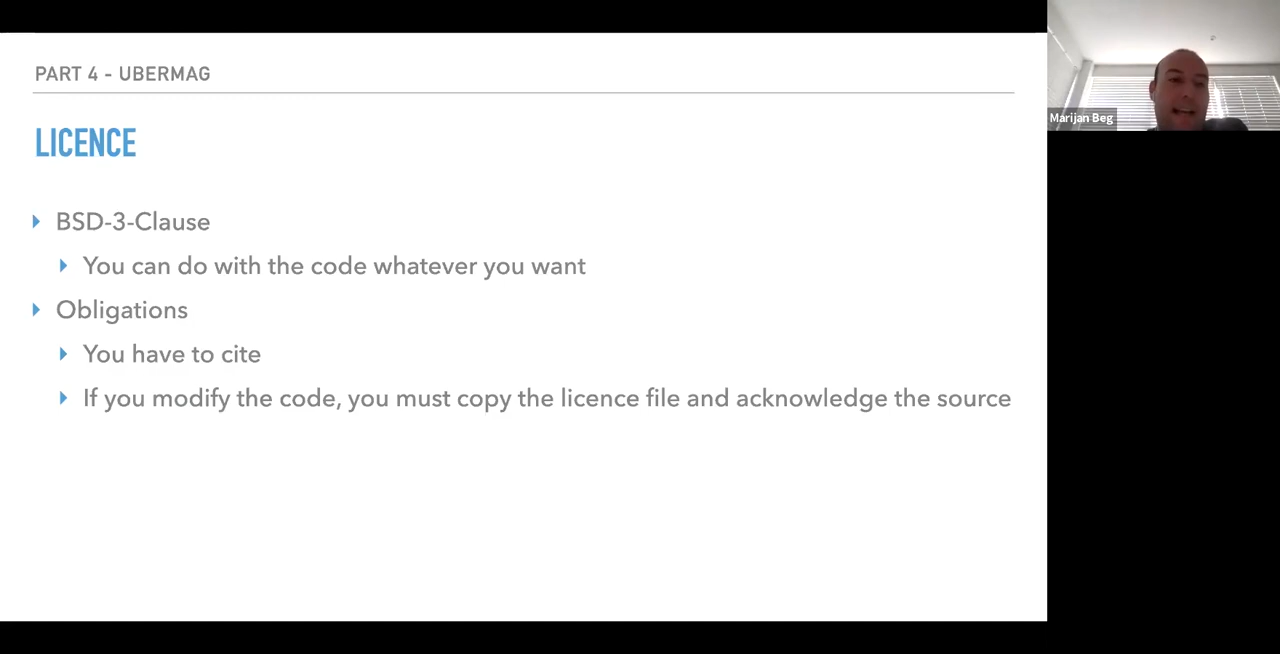 PART 4 - UBERMAG
LICENCE
BSD-3-Clause
You can do with the code whatever you want
Obligations
You have to cite
If you modify the code, you must copy the licence file and acknowledge the source
Marijan Beg